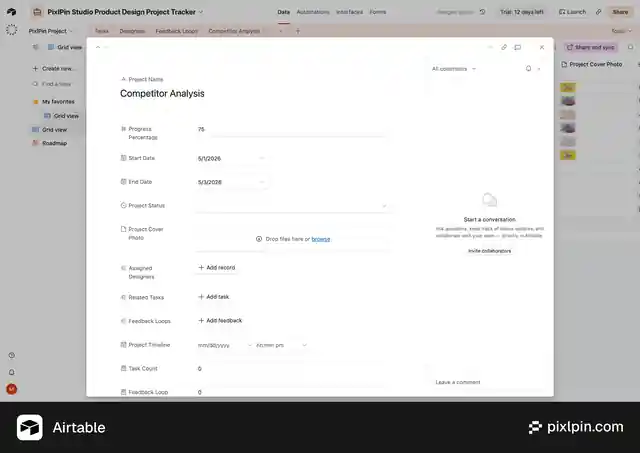 PixlPin Studio Product Design Project Tracker
Data Automations Interfaces Forms
Trial: 12 days left
Launch
Share
PixlPin Project
Tasks Designers Feedback Loops Competitor Analysis
Tools
Grid view
Share and sync
Create new...
Find a view
My favorites
Grid view
Grid view
Roadmap
Project Cover Photo
All comments
Project Name
Competitor Analysis
Progress Percentage
75
Start Date
5/1/2026
End Date
5/3/2026
Project Status
Project Cover Photo
Drop files here or browse
Assigned Designers
Add record
Related Tasks
Add task
Feedback Loops
Add feedback
Project Timeline
mm/dd/yyyy
hh:mm pm
Task Count
0
Feedback Loop
0
Start a conversation
Invite collaborators
Leave a comment
Airtable
pixlpin.com